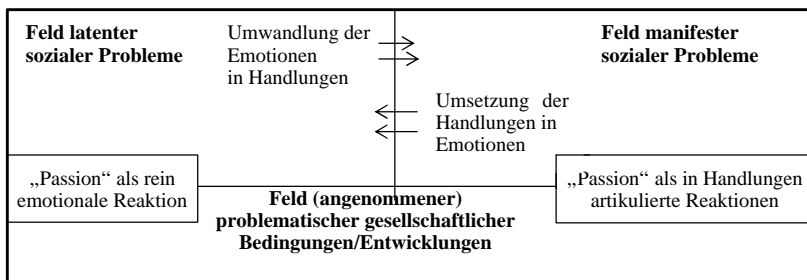 Feld latenter
sozialer Probleme
Umwandlung der
Emotionen
in Handlungen
Feld manifester
sozialer Probleme
Umsetzung der
Handlungen in
Emotionen
„Passion“ als rein
emotionale Reaktion
„Passion“ als in Handlungen
artikulierte Reaktionen
Feld (angenommener)
problematischer gesellschaftlicher
Bedingungen/Entwicklungen